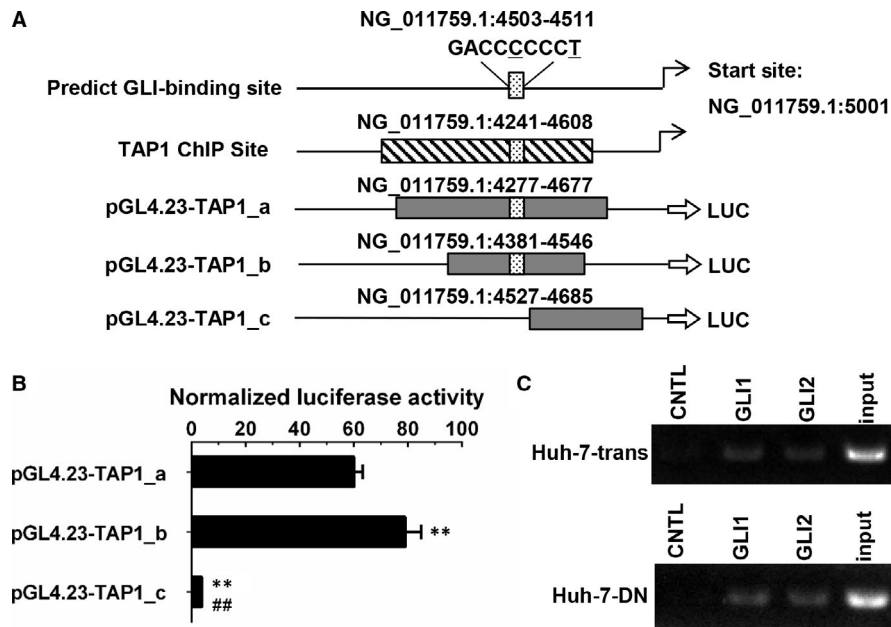 A
NG_011759.1:4503-4511
GACCCCCCT
Predict GLI-binding site
Start site:
NG_011759.1:5001
NG_011759.1:4241-4608
TAP1 ChIP Site
NG_011759.1:4277-4677
pGL4.23-TAP1_a
LUC
NG_011759.1:4381-4546
pGL4.23-TAP1_b
LUC
NG_011759.1:4527-4685
pGL4.23-TAP1_c
LUC
B
Normalized luciferase activity
0 20 40 60 80 100
pGL4.23-TAP1_a
pGL4.23-TAP1_b
**
pGL4.23-TAP1_c
**
##
C
CNTL GLI1 GLI2 input
Huh-7-trans
CNTL GLI1 GLI2 input
Huh-7-DN